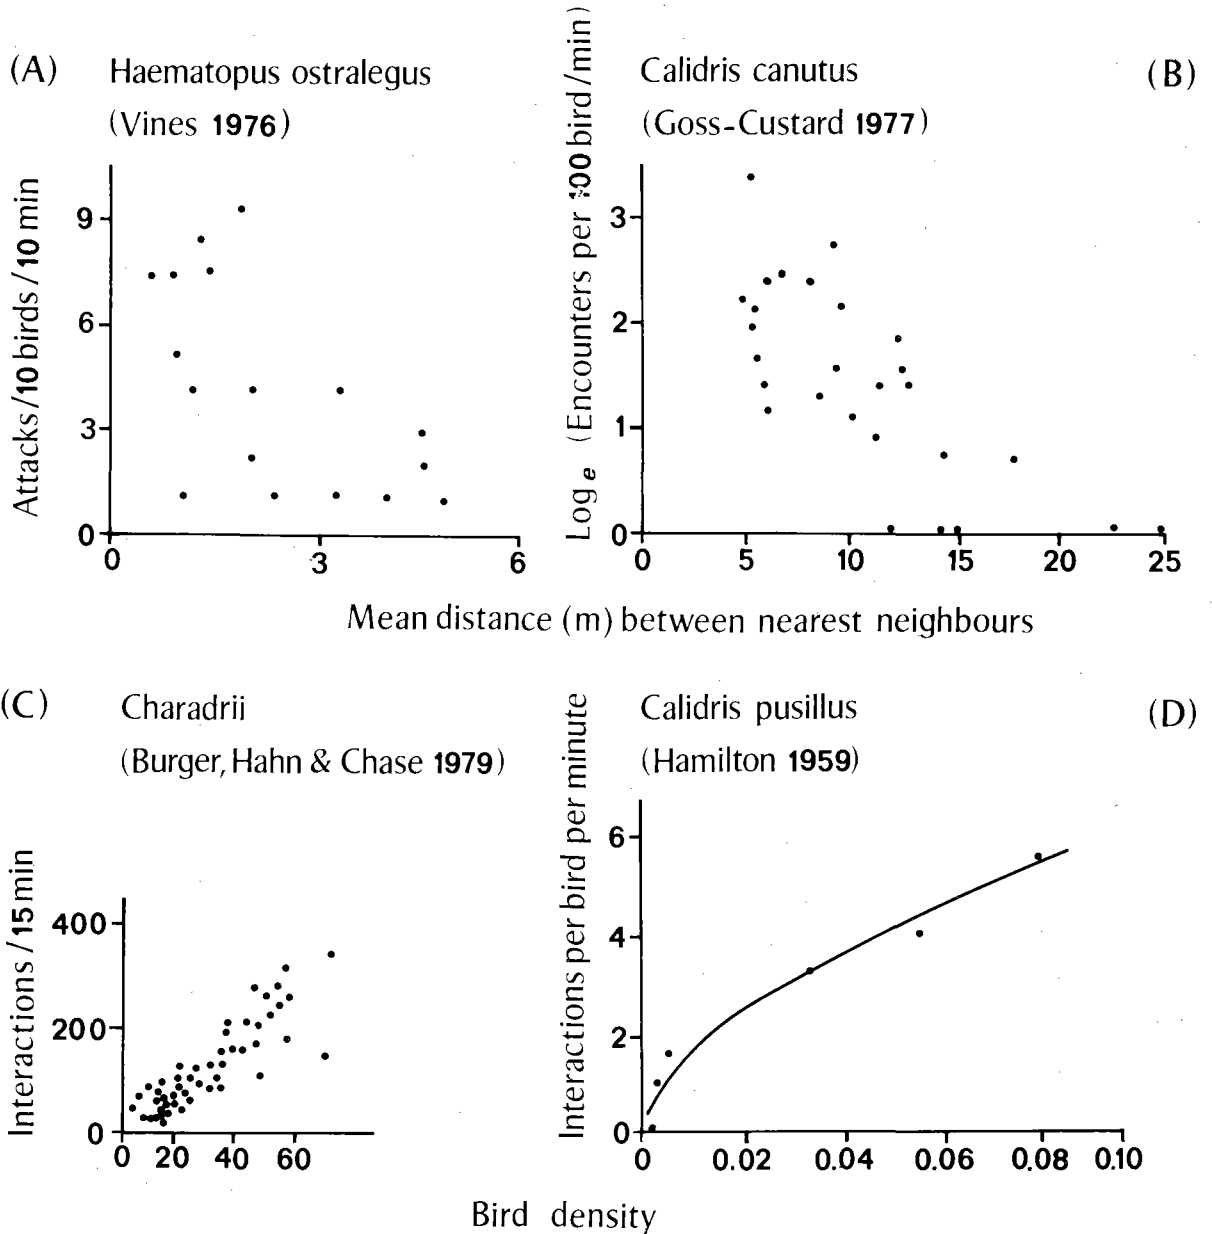 (A) Haematopus ostralegus
(Vines 1976)
Attacks/10 birds/10 min
9
6
3
0
0 3 6
Calidris canutus (B)
(Goss-Custard 1977)
Log e (Encounters per 100 bird/min)
3
2
1
0
0 5 10 15 20 25
Mean distance (m) between nearest neighbours
(C) Charadrii
(Burger, Hahn & Chase 1979)
Interactions / 15 min
400
200
0
0 20 40 60
Calidris pusillus (D)
(Hamilton 1959)
Interactions per bird per minute
6
4
2
0
0 0.02 0.04 0.06 0.08 0.10
Bird density